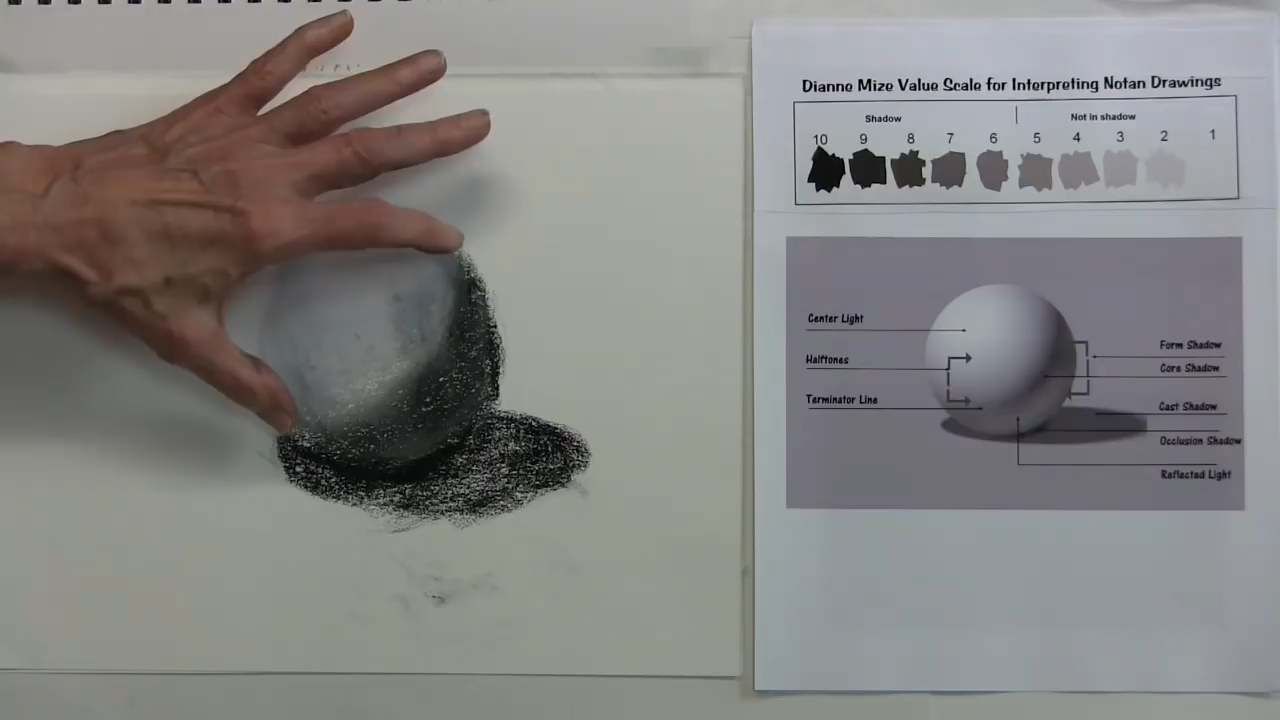 Dianne Mize Value Scale for Interpreting Notan Drawings
Shadow
Not in shadow
10 9 8 7 6 5 4 3 2 1
Center Light
Halftones
Terminator Line
Form Shadow
Core Shadow
Cast Shadow
Occlusion Shadow
Reflected Light